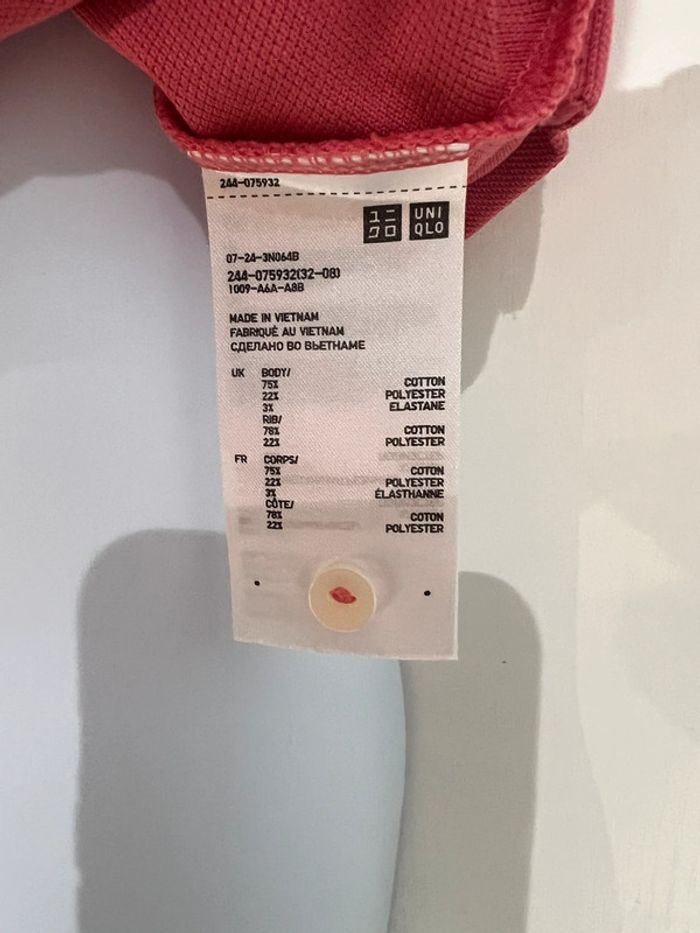 244-075932
ユニ UNI
クロ QLO
07-24-3N064B
244-075932(32-08)
1009-A6A-A8B
MADE IN VIETNAM
FABRIQUÉ AU VIETNAM
СДЕЛАНО ВО ВЬЕТНАМЕ
UK BODY/
75% COTTON
22% POLYESTER
3% ELASTANE
RIB/
78% COTTON
22% POLYESTER
FR CORPS/
75% COTON
22% POLYESTER
3% ÉLASTHANNE
CÔTE/
78% COTON
22% POLYESTER